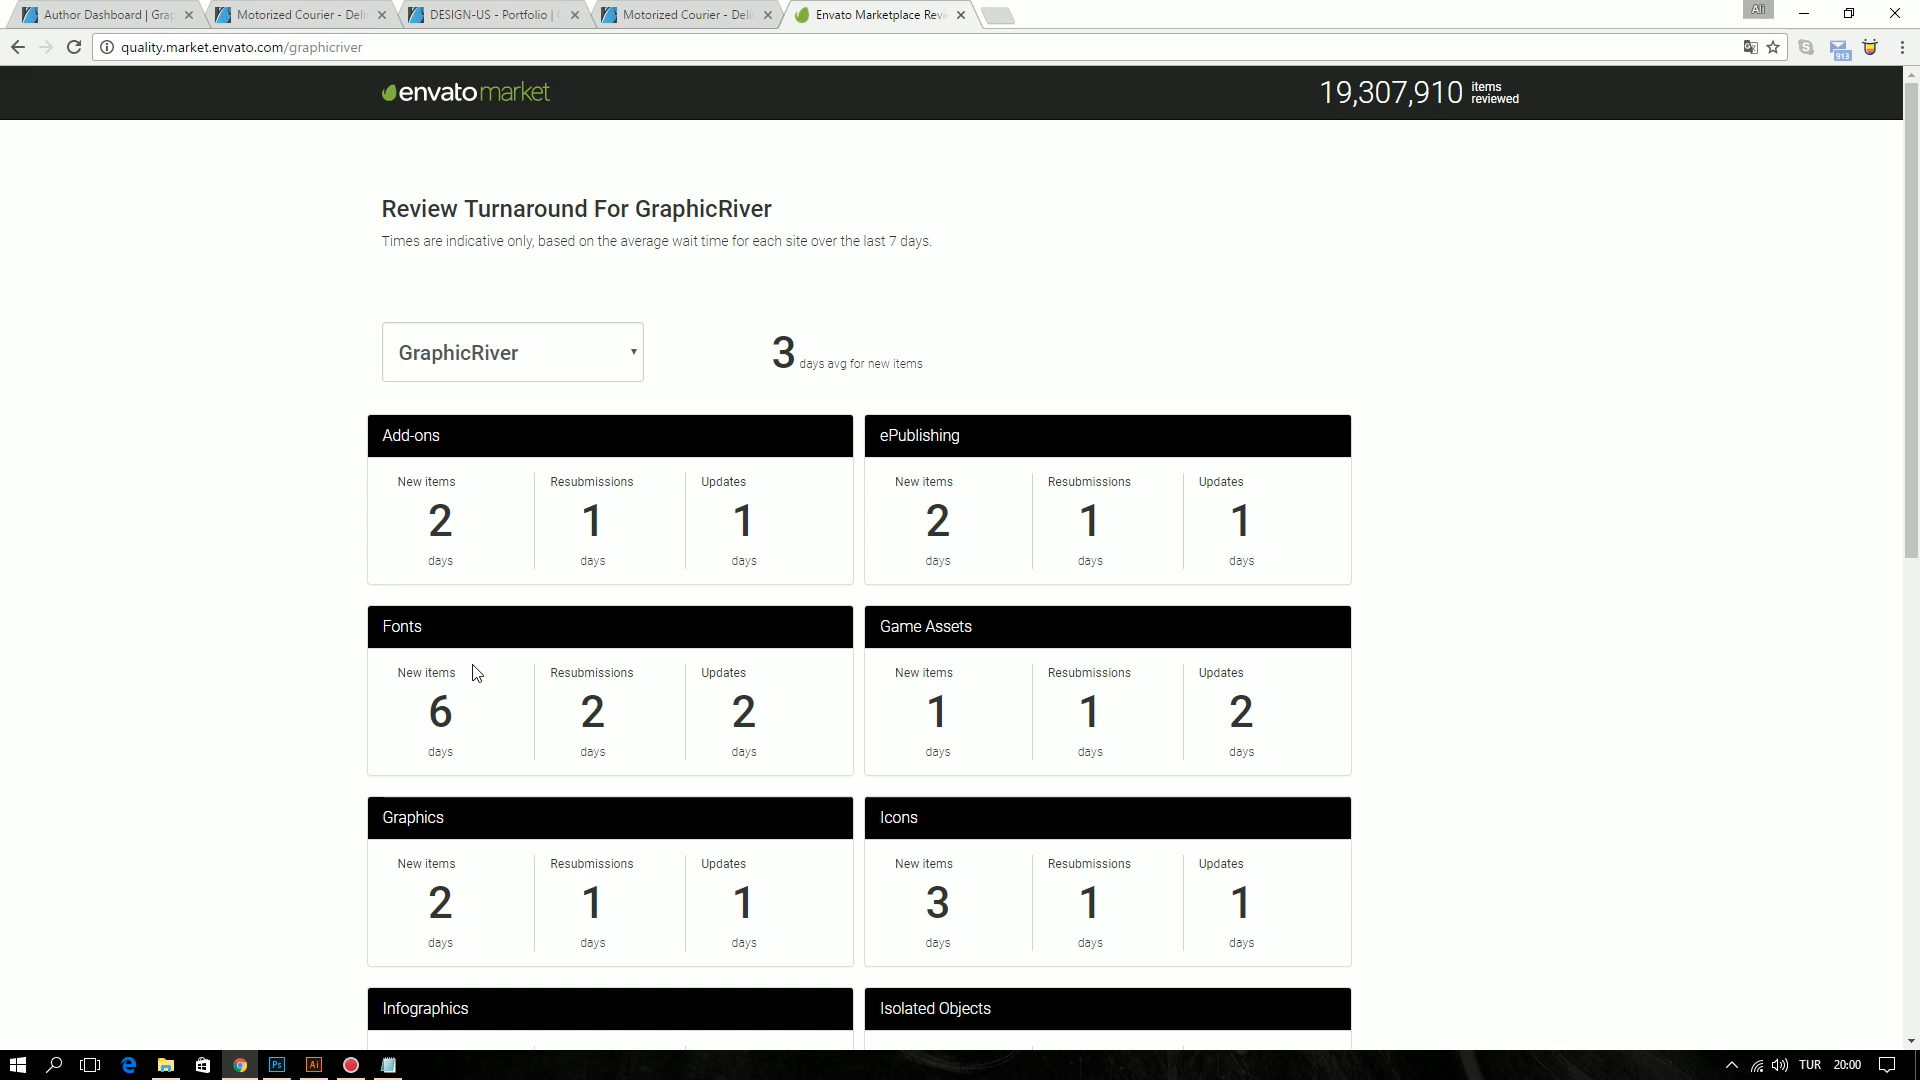 Author Dashboard | Grap
Motorized Courier - Deli
DESIGN-US - Portfolio |
Motorized Courier - Deli
Envato Marketplace Revi
Ali
quality.market.envato.com/graphicriver
913
envatomarket
19,307,910 items reviewed
Review Turnaround For GraphicRiver
Times are indicative only, based on the average wait time for each site over the last 7 days.
GraphicRiver
3 days avg for new items
Add-ons
New items
Resubmissions
Updates
2
1
1
days
days
days
ePublishing
New items
Resubmissions
Updates
2
1
1
days
days
days
Fonts
New items
Resubmissions
Updates
6
2
2
days
days
days
Game Assets
New items
Resubmissions
Updates
1
1
2
days
days
days
Graphics
New items
Resubmissions
Updates
2
1
1
days
days
days
Icons
New items
Resubmissions
Updates
3
1
1
days
days
days
Infographics
Isolated Objects
Ps
Ai
TUR
20:00